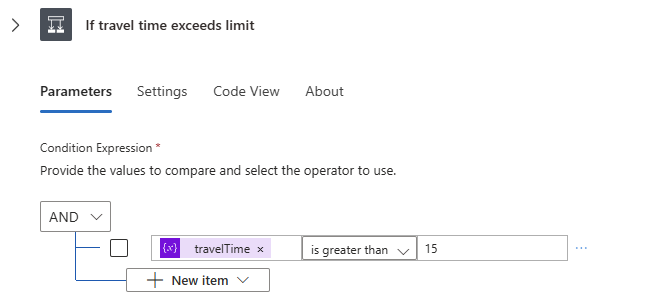 If travel time exceeds limit
Parameters Settings Code View About
Condition Expression *
Provide the values to compare and select the operator to use.
AND
{x} travelTime × is greater than 15 ...
+ New item